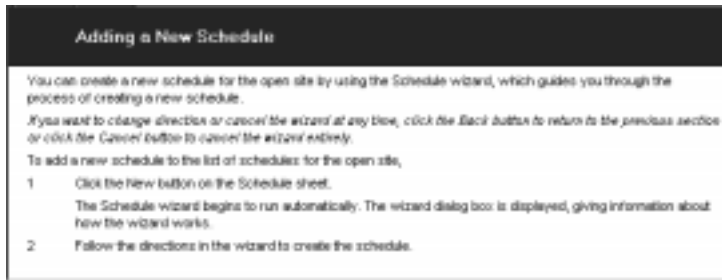 Adding a New Schedule
You can create a new schedule for the open site by using the Schedule wizard, which guides you through the
process of creating a new schedule.
If you want to change direction or cancel the wizard at any time, click the Back button to return to the previous section
or click the Cancel button to cancel the wizard entirely.
To add a new schedule to the list of schedules for the open site,
1 Click the New button on the Schedule sheet.
The Schedule wizard begins to run automatically. The wizard dialog box is displayed, giving information about
how the wizard works.
2 Follow the directions in the wizard to create the schedule.